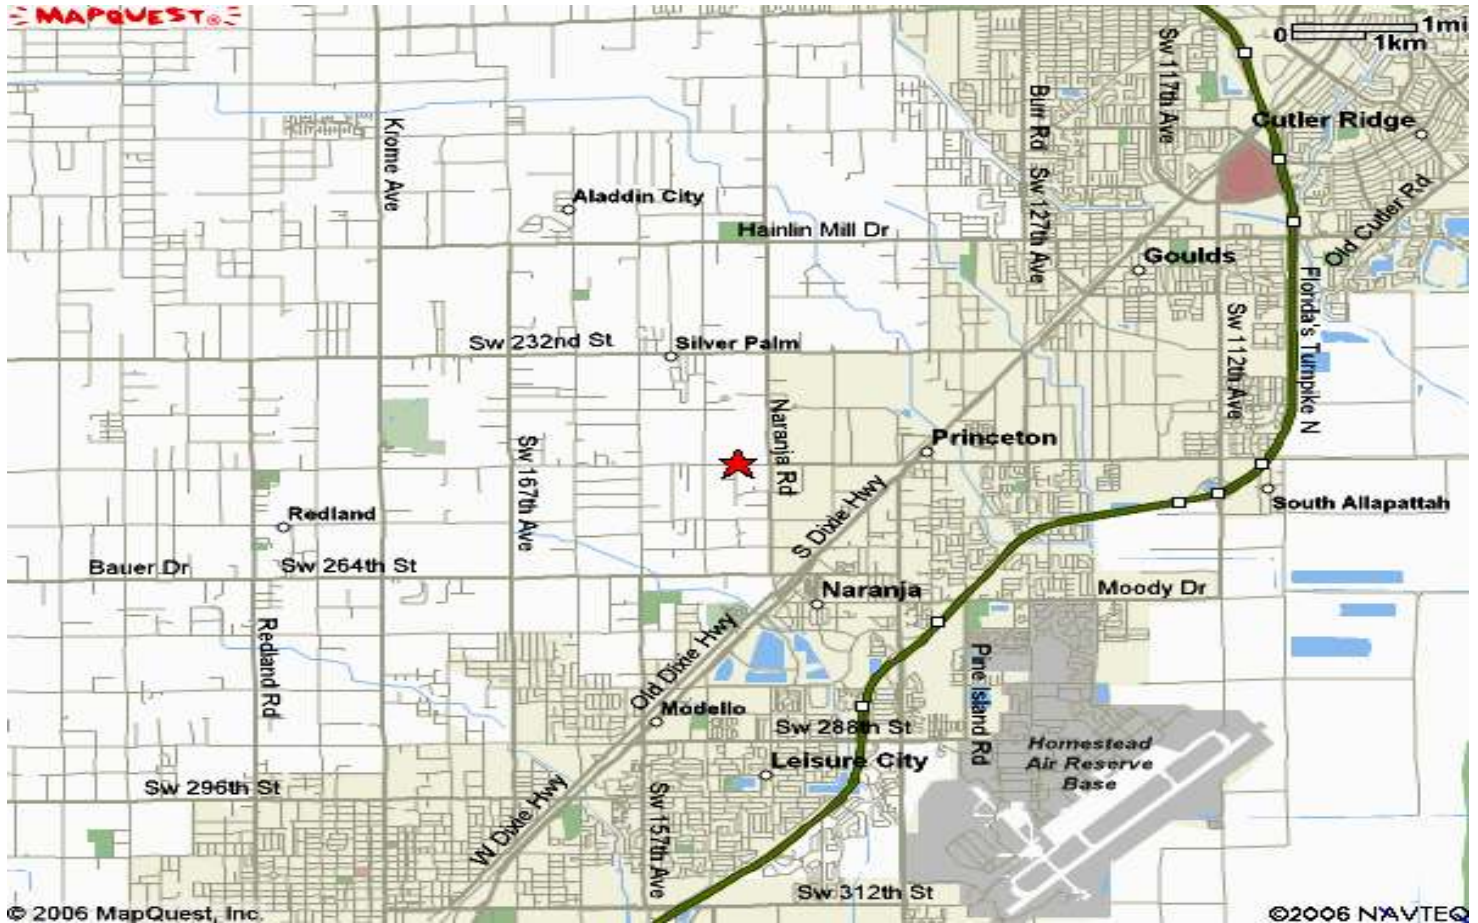 MAPQUEST®
0 1mi
1km
Sw 117th Ave
Krome Ave
Burr Rd
Cutler Ridge
Aladdin City
Sw 127th Ave
Old Cutler Rd
Hainlin Mill Dr
Goulds
Florida's Turnpike N
Sw 112th Ave
Sw 232nd St
Silver Palm
Naranja Rd
Princeton
Sw 167th Ave
S Dixie Hwy
South Allapattah
Redland
Bauer Dr
Sw 264th St
Naranja
Moody Dr
Redland Rd
Old Dixie Hwy
Pine Island Rd
Modello
Sw 288th St
Homestead
Air Reserve
Base
Leisure City
Sw 296th St
W Dixie Hwy
Sw 157th Ave
Sw 312th St
© 2006 MapQuest, Inc.
©2006 NAVTEQ